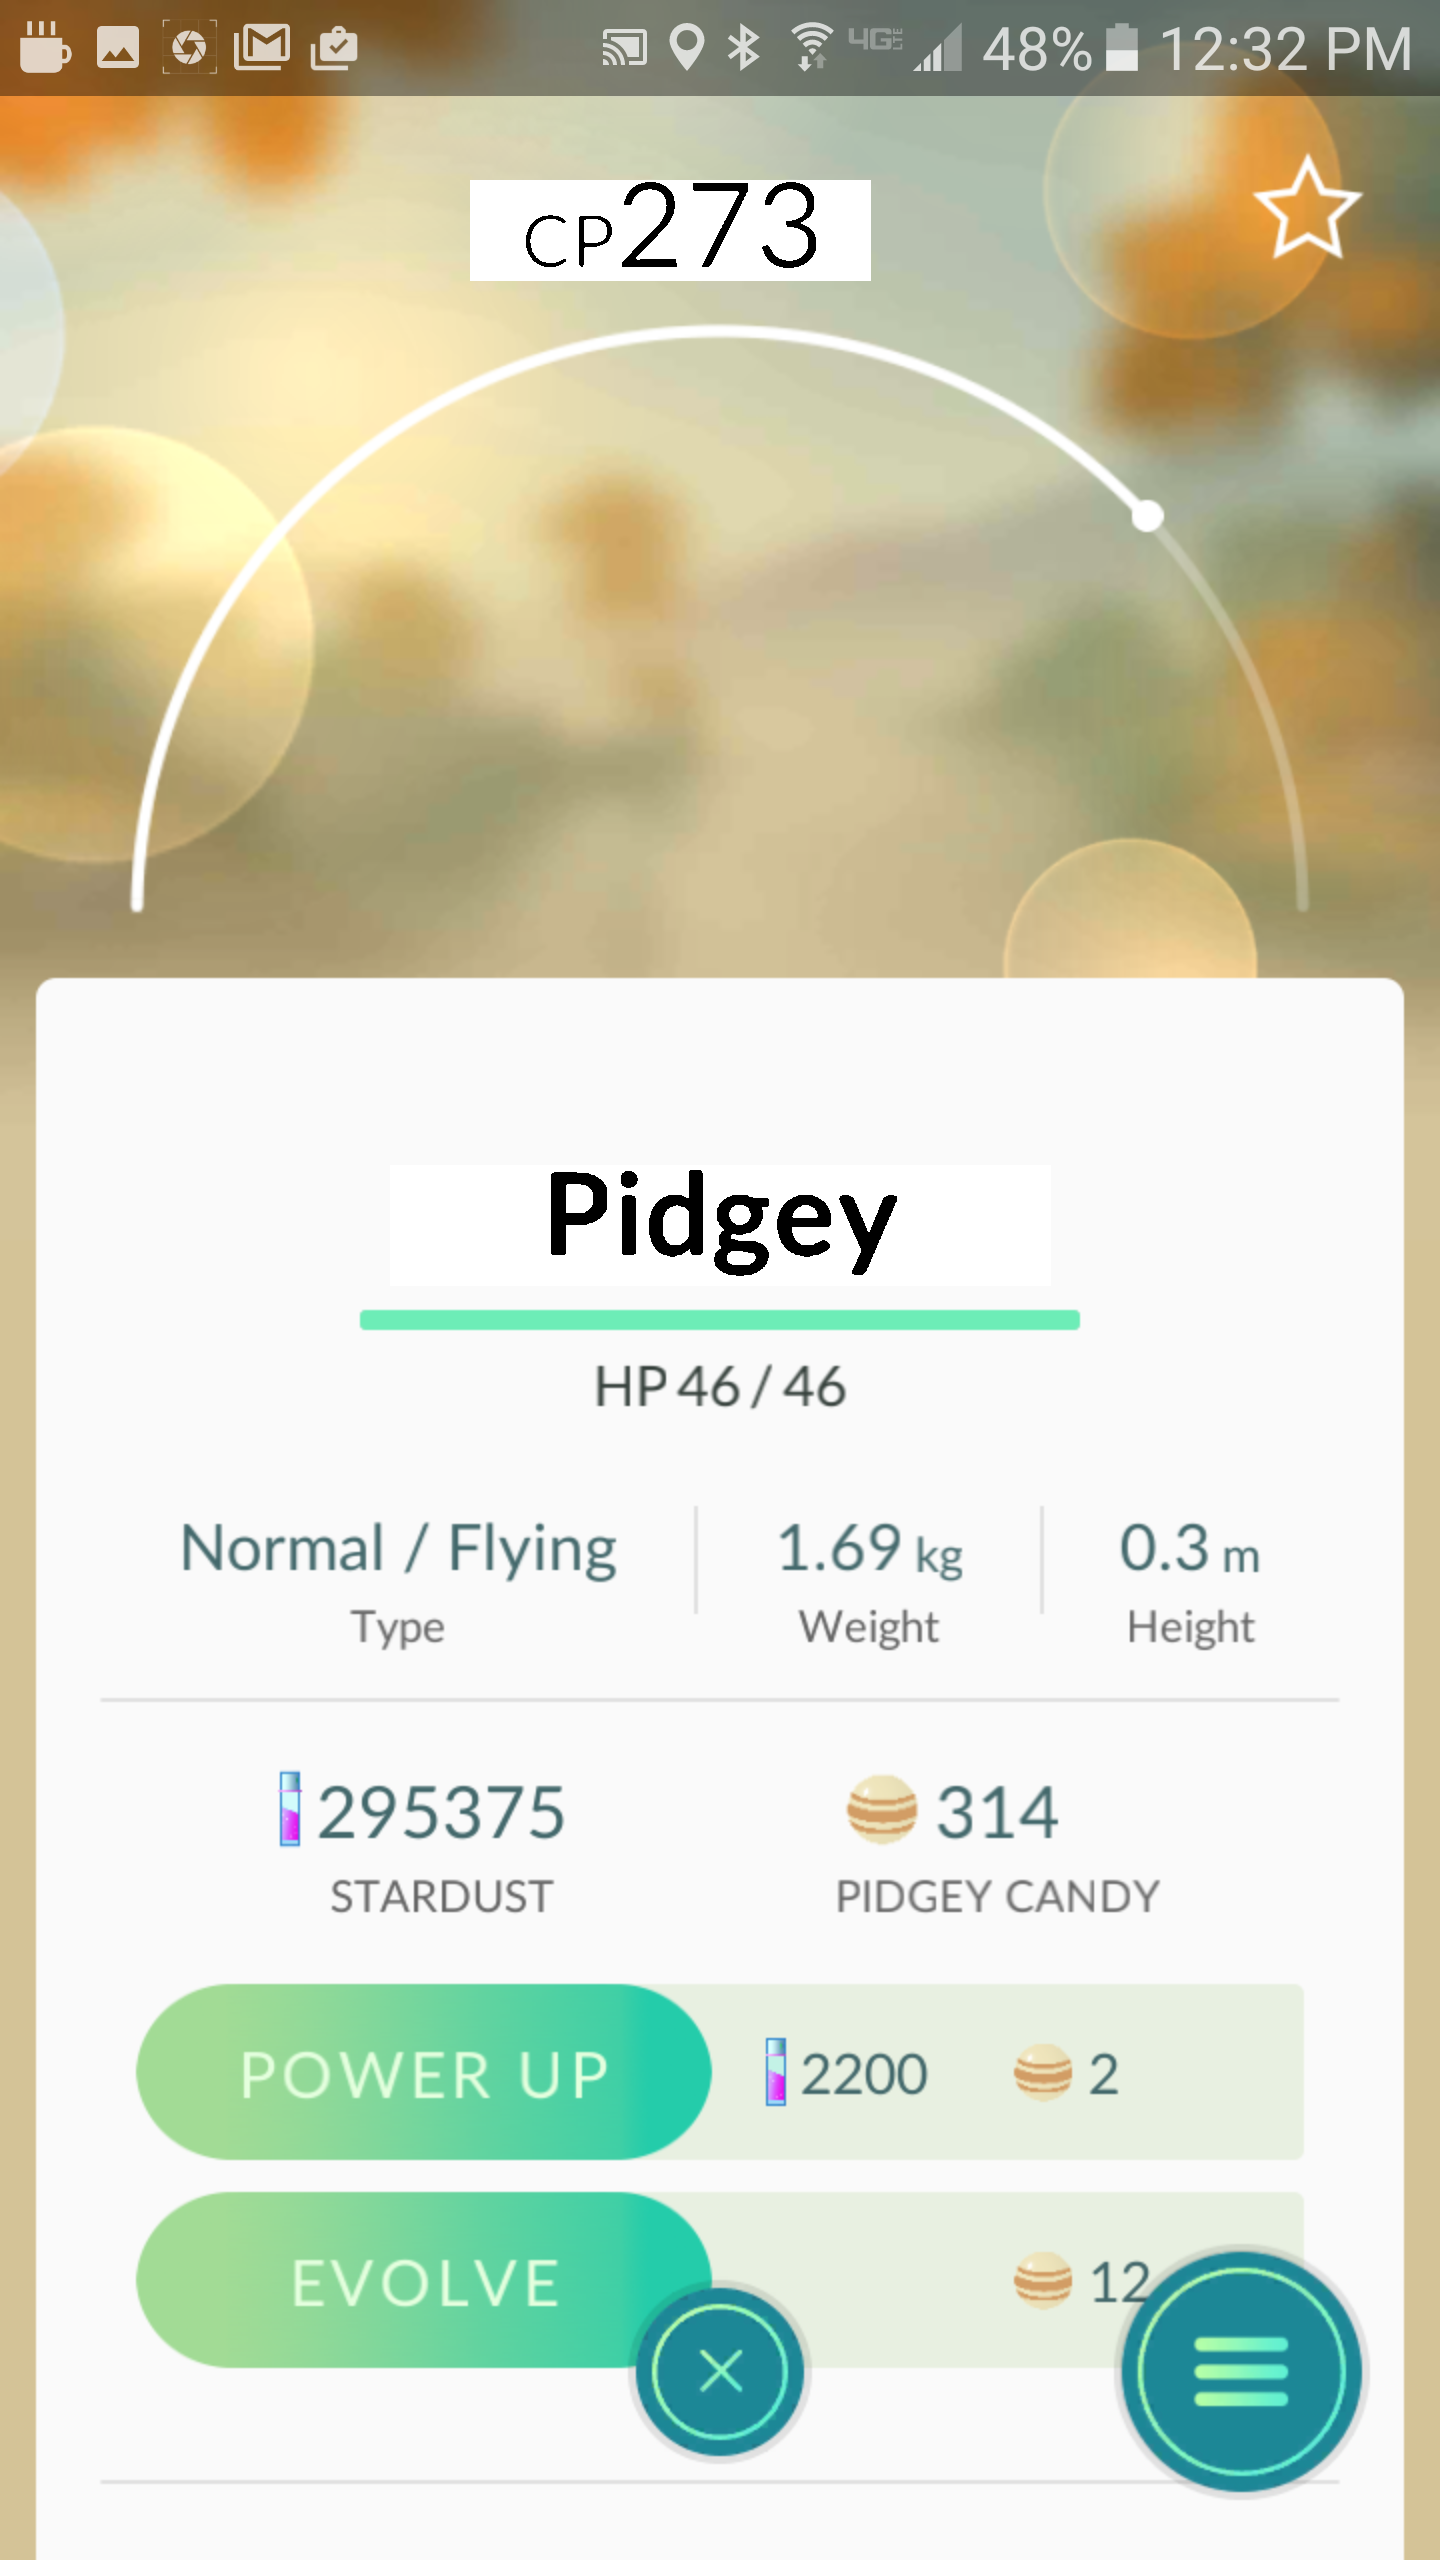 4G LTE 48% 12:32 PM
CP273
Pidgey
HP 46 / 46
Normal / Flying 1.69 kg 0.3 m
Type Weight Height
295375 314
STARDUST PIDGEY CANDY
POWER UP 2200 2
EVOLVE 12